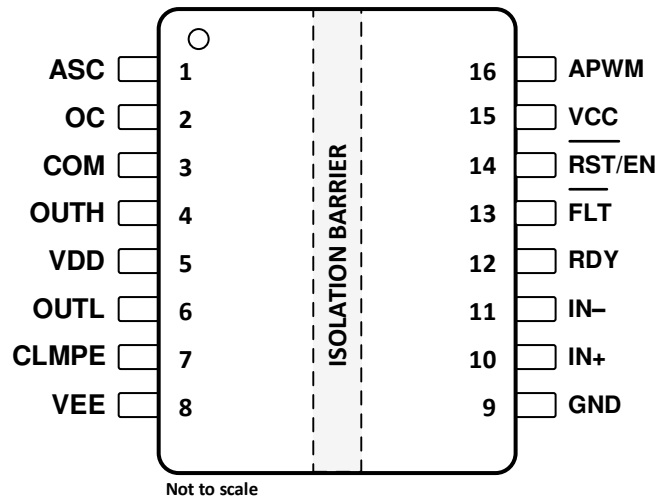 ASC 1 16 APWM
OC 2 15 VCC
COM 3 14 RST/EN
OUTH 4 13 FLT
VDD 5 12 RDY
OUTL 6 11 IN–
CLMPE 7 10 IN+
VEE 8 9 GND
ISOLATION BARRIER
Not to scale